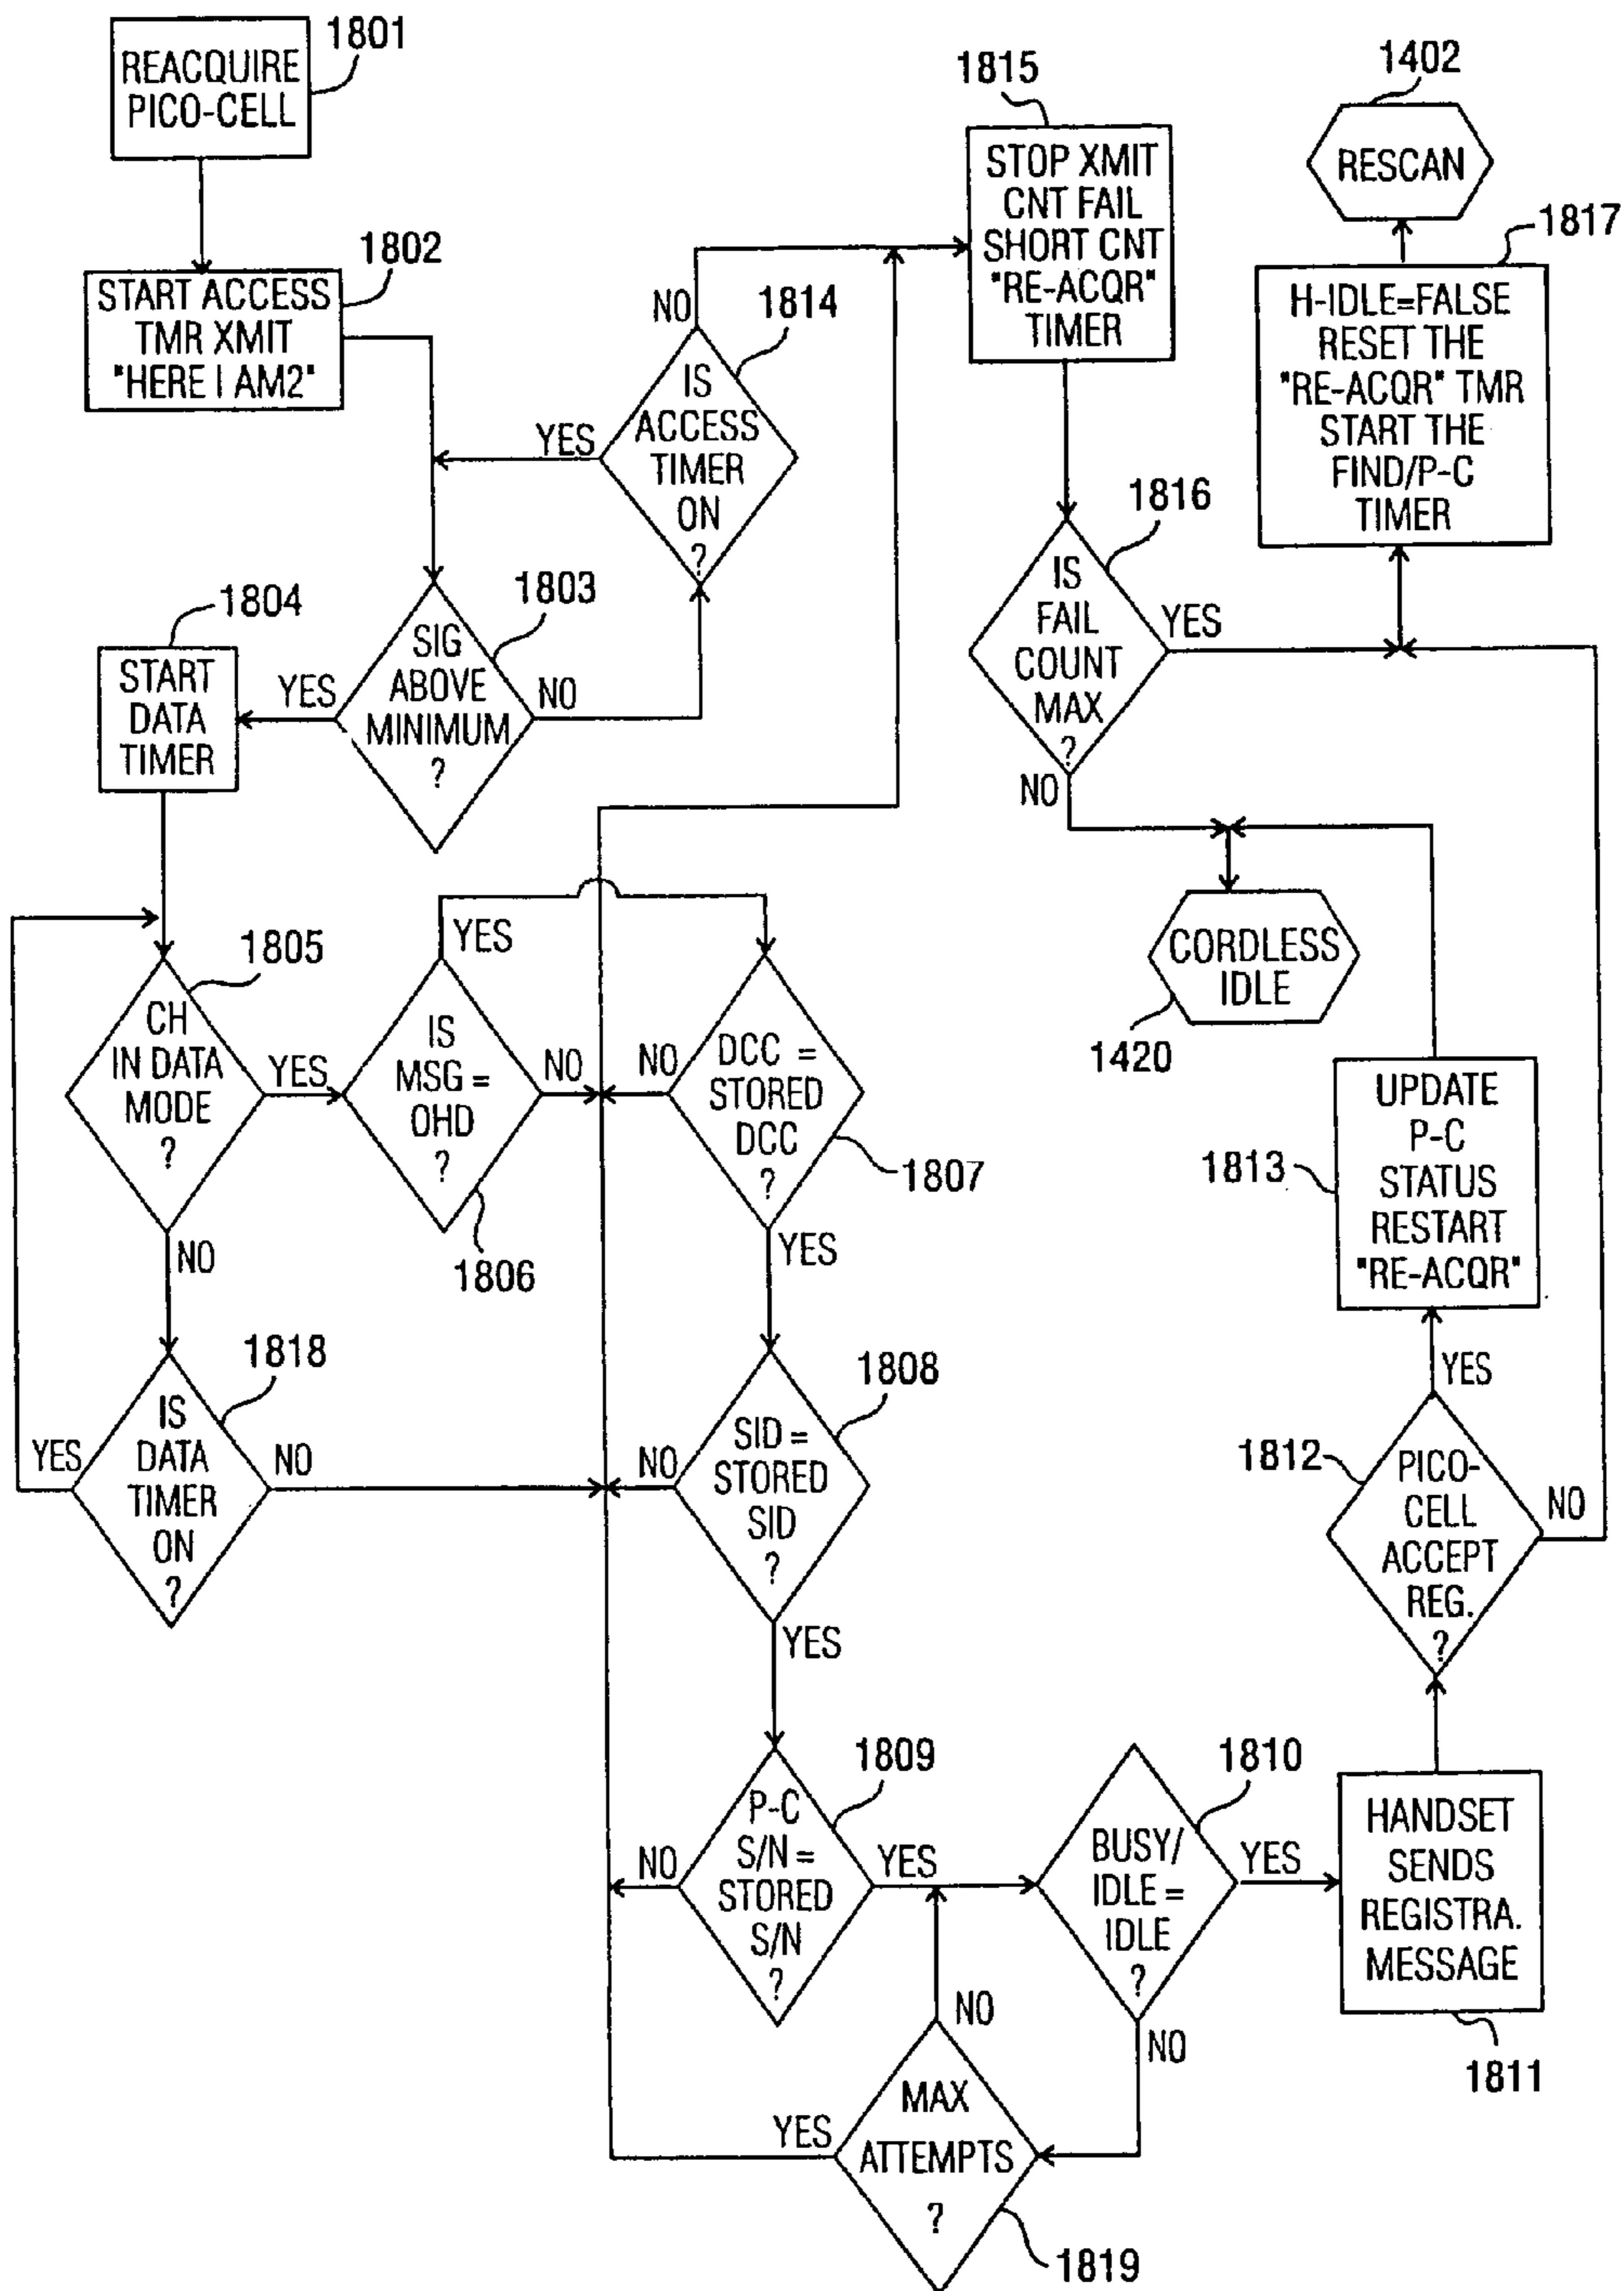 REACQUIRE
PICO-CELL
1801
START ACCESS
TMR XMIT
"HERE I AM2"
1802
SIG
ABOVE
MINIMUM
?
1803
YES
NO
IS
ACCESS
TIMER
ON
?
1814
YES
NO
START
DATA
TIMER
1804
CH
IN DATA
MODE
?
1805
YES
NO
IS
MSG =
OHD
?
1806
YES
NO
DCC =
STORED
DCC
?
1807
NO
YES
IS
DATA
TIMER
ON
?
1818
YES
NO
SID =
STORED
SID
?
1808
NO
YES
P-C
S/N =
STORED
S/N
?
1809
NO
YES
BUSY/
IDLE =
IDLE
?
1810
YES
NO
MAX
ATTEMPTS
?
1819
YES
NO
HANDSET
SENDS
REGISTRA.
MESSAGE
1811
PICO-
CELL
ACCEPT
REG.
?
1812
YES
NO
UPDATE
P-C
STATUS
RESTART
"RE-ACQR"
1813
STOP XMIT
CNT FAIL
SHORT CNT
"RE-ACQR"
TIMER
1815
IS
FAIL
COUNT
MAX
?
1816
YES
NO
CORDLESS
IDLE
1420
H-IDLE=FALSE
RESET THE
"RE-ACQR" TMR
START THE
FIND/P-C
TIMER
1817
RESCAN
1402